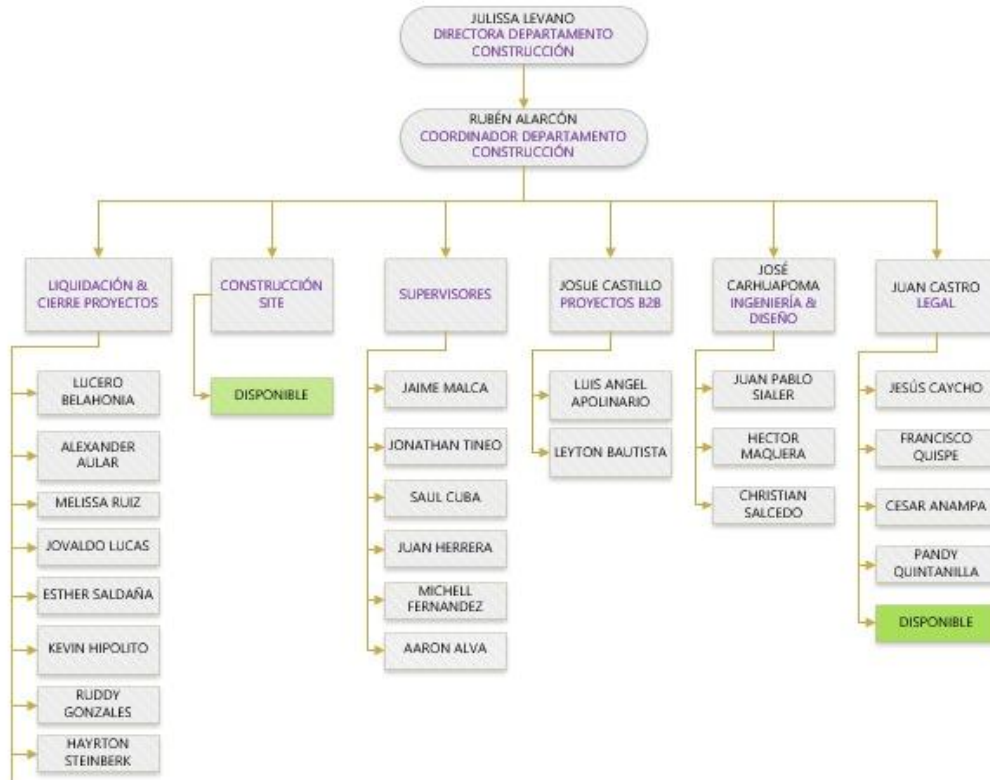 JULISSA LEVANO
DIRECTORA DEPARTAMENTO
CONSTRUCCIÓN
RUBÉN ALARCÓN
COORDINADOR DEPARTAMENTO
CONSTRUCCIÓN
LIQUIDACIÓN &
CIERRE PROYECTOS
LUCERO
BELAHONIA
ALEXANDER
AULAR
MELISSA RUIZ
JOVALDO LUCAS
ESTHER SALDAÑA
KEVIN HIPOLITO
RUDDY
GONZALES
HAYRTON
STEINBERK
CONSTRUCCIÓN
SITE
DISPONIBLE
SUPERVISORES
JAIME MALCA
JONATHAN TINEO
SAUL CUBA
JUAN HERRERA
MICHELL
FERNANDEZ
AARON ALVA
JOSUE CASTILLO
PROYECTOS B2B
LUIS ANGEL
APOLINARIO
LEYTON BAUTISTA
JOSÉ
CARHUAPOMA
INGENIERÍA &
DISEÑO
JUAN PABLO
SIALER
HECTOR
MAQUERA
CHRISTIAN
SALCEDO
JUAN CASTRO
LEGAL
JESÚS CAYCHO
FRANCISCO
QUISPE
CESAR ANAMPA
PANDY
QUINTANILLA
DISPONIBLE